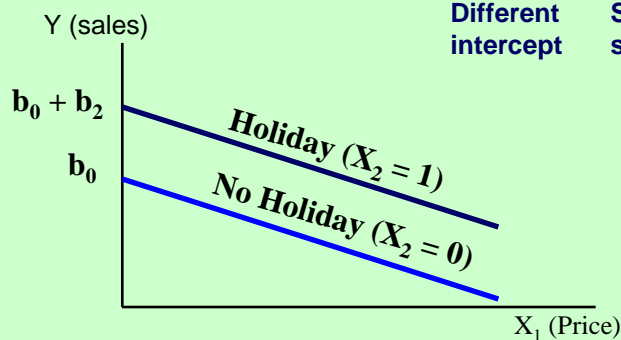 Y (sales)
Different
intercept
b₀ + b₂
Holiday (X₂ = 1)
b₀
No Holiday (X₂ = 0)
X₁ (Price)